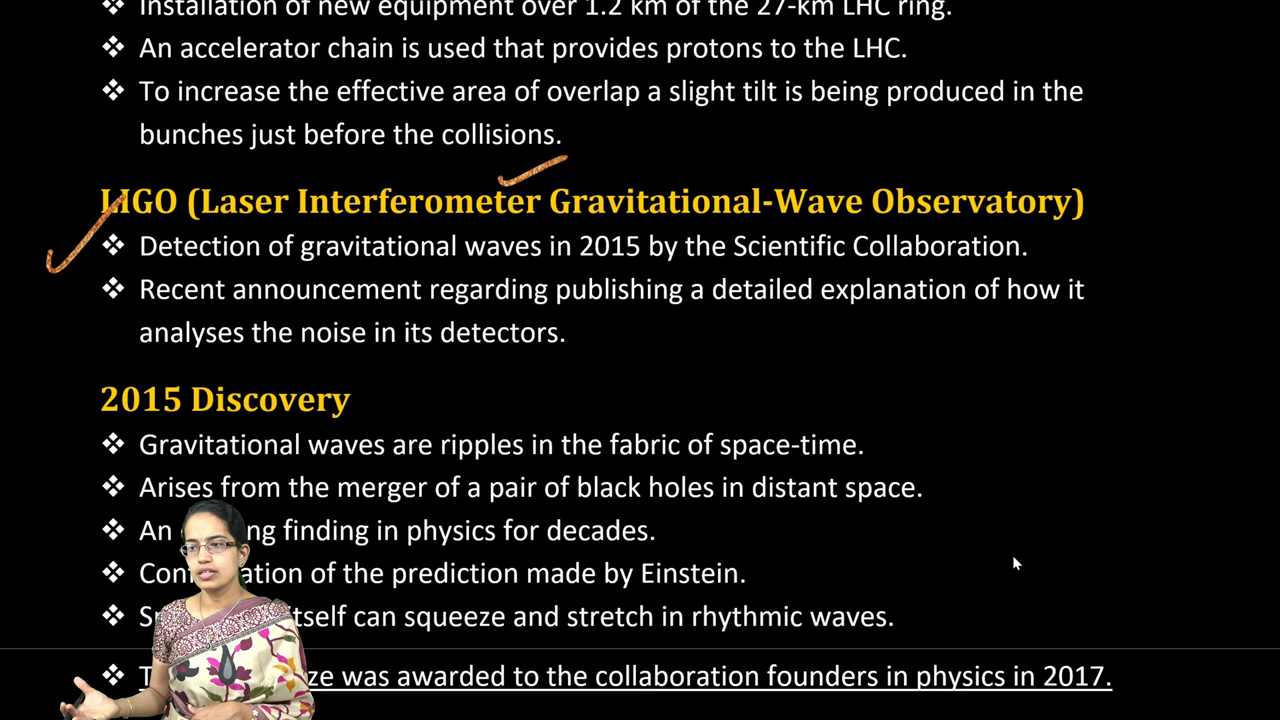 Installation of new equipment over 1.2 km of the 27-km LHC ring.
❖ An accelerator chain is used that provides protons to the LHC.
❖ To increase the effective area of overlap a slight tilt is being produced in the
bunches just before the collisions.
LIGO (Laser Interferometer Gravitational-Wave Observatory)
❖ Detection of gravitational waves in 2015 by the Scientific Collaboration.
❖ Recent announcement regarding publishing a detailed explanation of how it
analyses the noise in its detectors.
2015 Discovery
❖ Gravitational waves are ripples in the fabric of space-time.
❖ Arises from the merger of a pair of black holes in distant space.
❖ An finding in physics for decades.
❖ of the prediction made by Einstein.
❖ can squeeze and stretch in rhythmic waves.
❖ was awarded to the collaboration founders in physics in 2017.